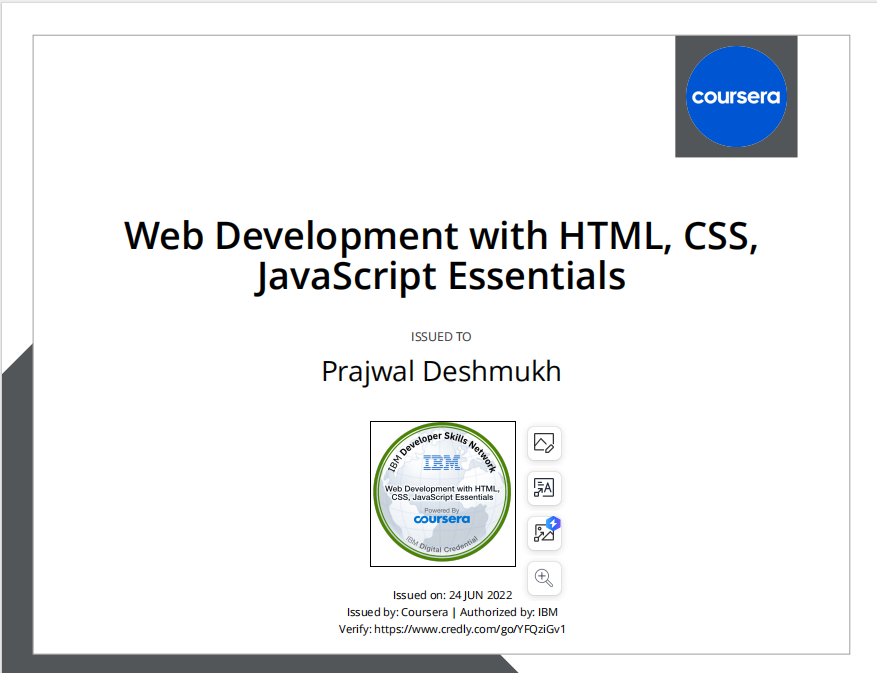 coursera
Web Development with HTML, CSS,
JavaScript Essentials
ISSUED TO
Prajwal Deshmukh
IBM Developer Skills Network
IBM
Web Development with HTML,
CSS, JavaScript Essentials
Powered By
coursera
IBM Digital Credential
A
Issued on: 24 JUN 2022
Issued by: Coursera | Authorized by: IBM
Verify: https://www.credly.com/go/YFQziGv1